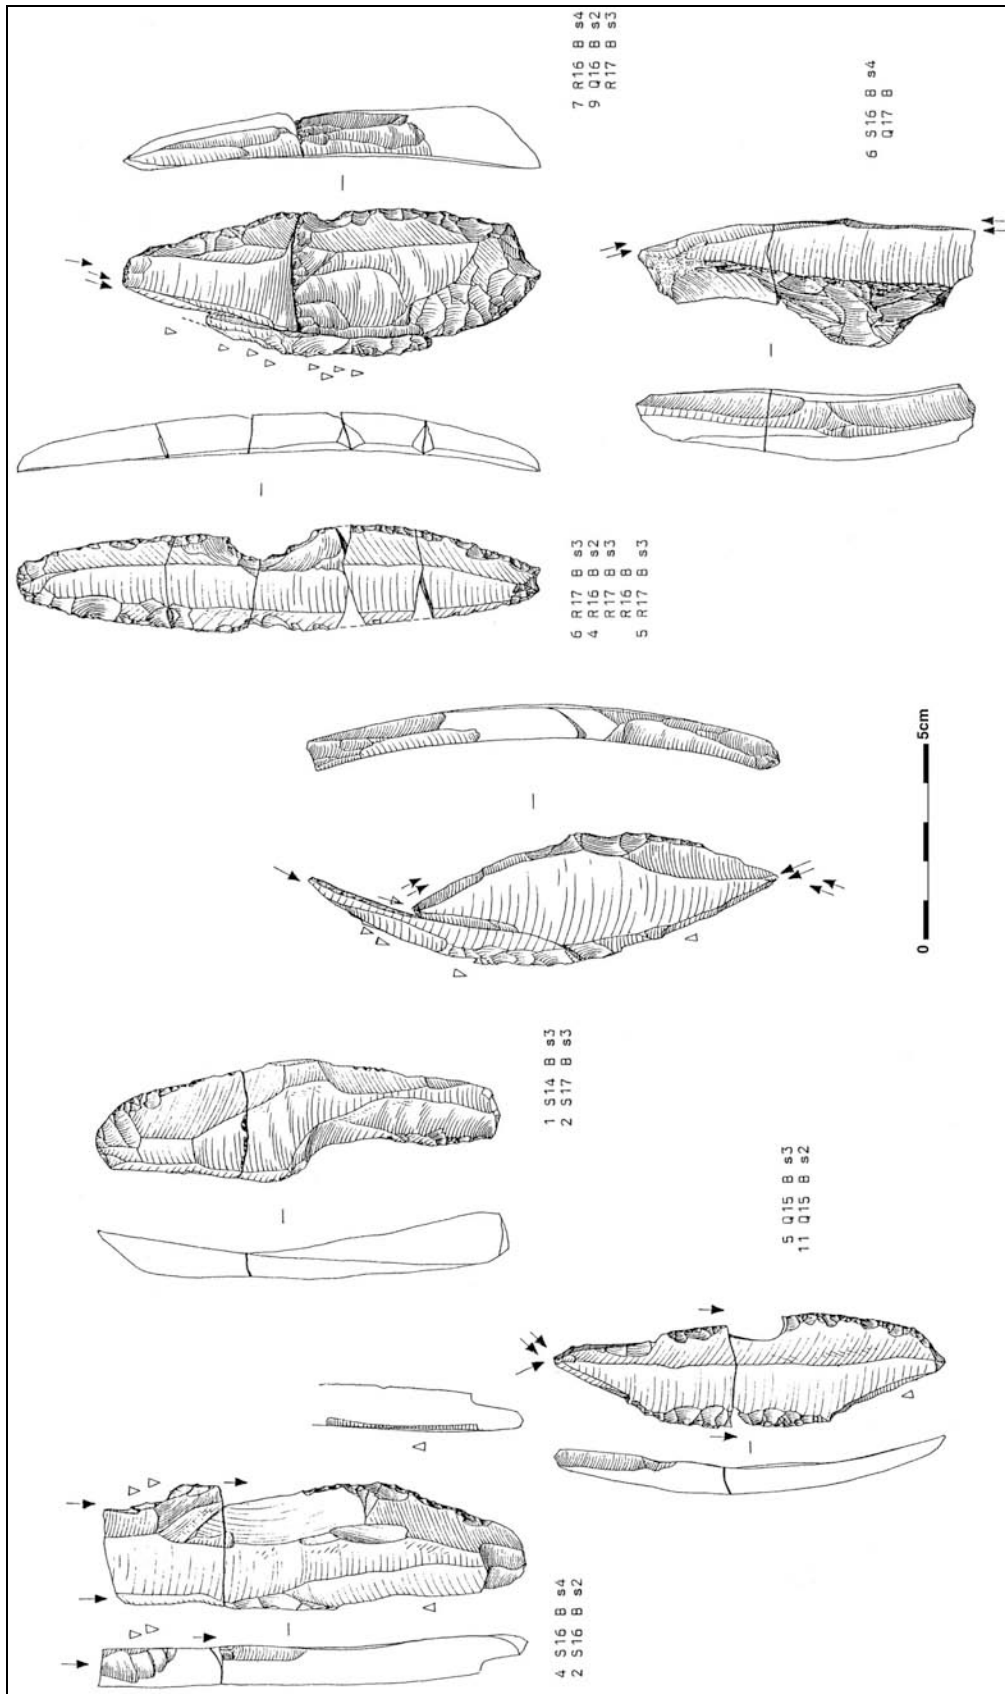 7 R16 B s4
9 Q16 B s2
R17 B s3
6 S16 B s4
Q17 B
6 R17 B s3
4 R16 B s2
R17 B s3
R16 B
5 R17 B s3
0 5cm
1 S14 B s3
2 S17 B s3
5 Q15 B s3
11 Q15 B s2
4 S16 B s4
2 S16 B s2